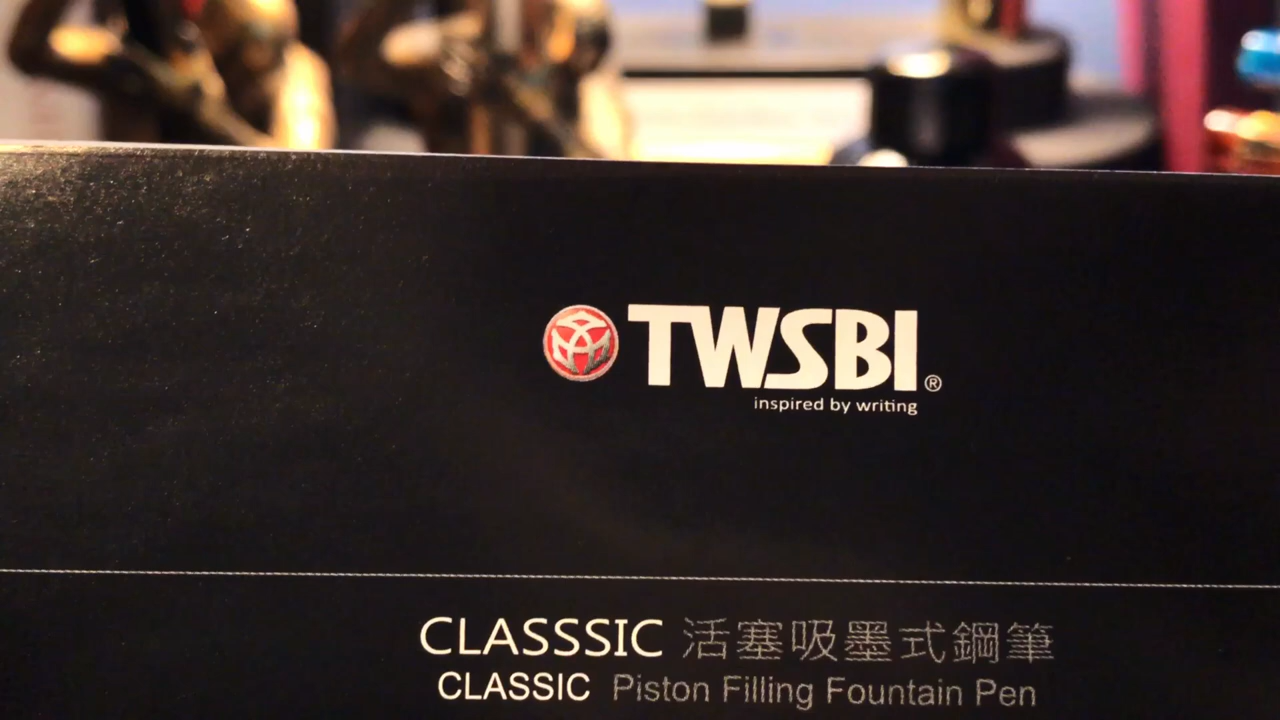 TWSBI®
inspired by writing
CLASSSIC 活塞吸墨式鋼筆
CLASSIC Piston Filling Fountain Pen